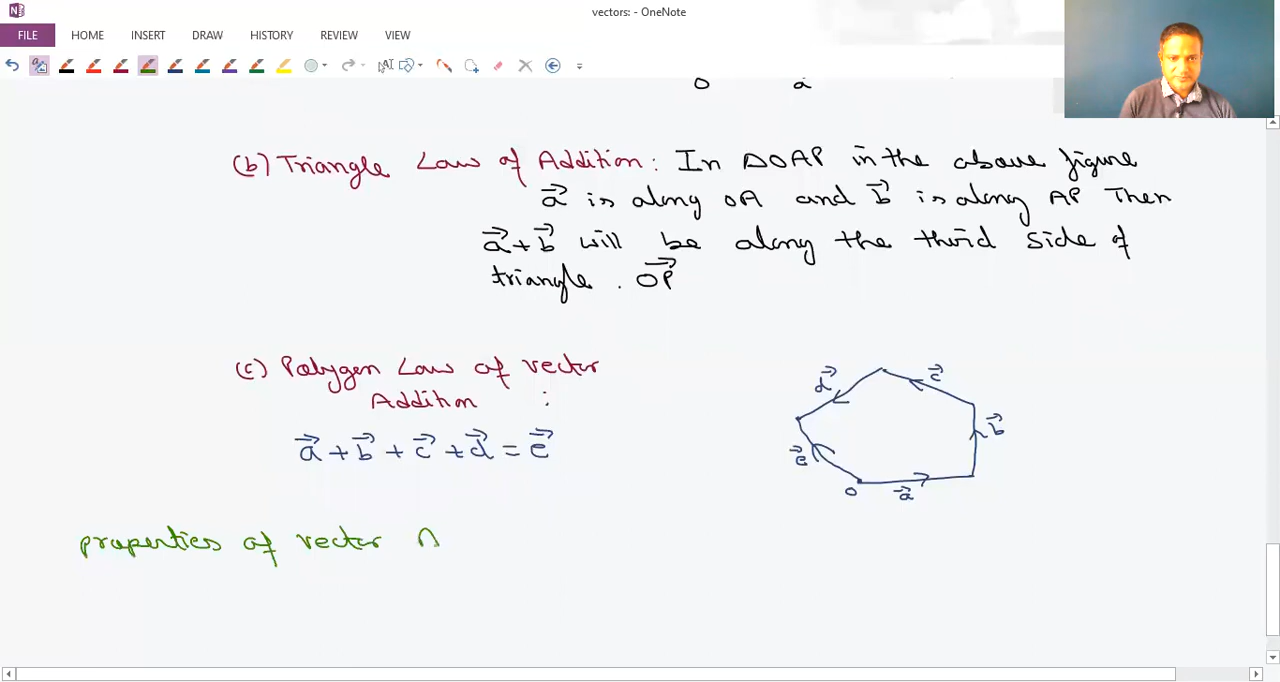 vectors: - OneNote
FILE HOME INSERT DRAW HISTORY REVIEW VIEW
O a
(b) Triangle Law of Addition : In ΔOAP in the above figure
a⃗ is along OA and b⃗ is along AP Then
a⃗ + b⃗ will be along the third side of
triangle . OP⃗
(c) Polygen Law of vector
Addition :
a⃗ + b⃗ + c⃗ + d⃗ = e⃗
d⃗ c⃗
e⃗ b⃗
O a⃗
properties of vector A